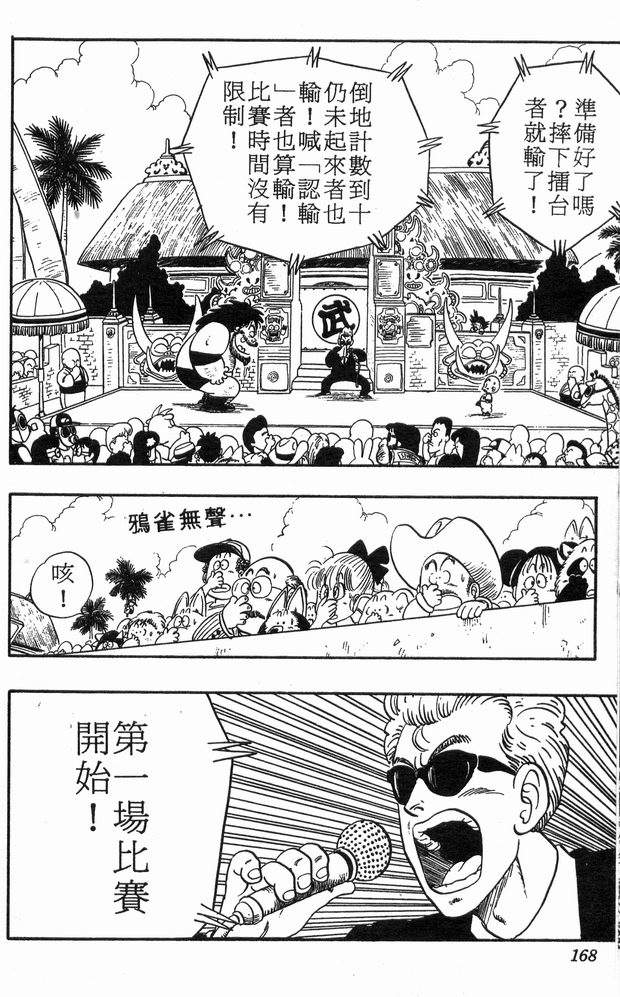 準備好了嗎
？摔下擂台
者就輸了！
倒地計數到十
仍未起來者也
輸！喊「認輸
」者也算輸！
比賽時間沒有
限制！
武
鴉雀無聲…
咳！
第一場比賽
開始！
168